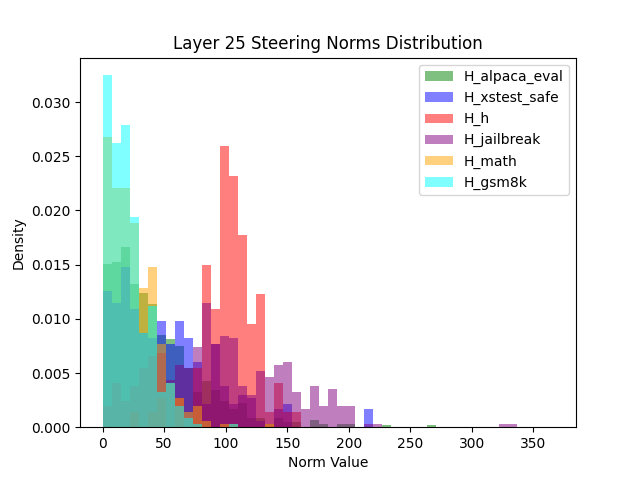 Layer 25 Steering Norms Distribution
H_alpaca_eval
H_xstest_safe
H_h
H_jailbreak
H_math
H_gsm8k
Density
0.030
0.025
0.020
0.015
0.010
0.005
0.000
0 50 100 150 200 250 300 350
Norm Value